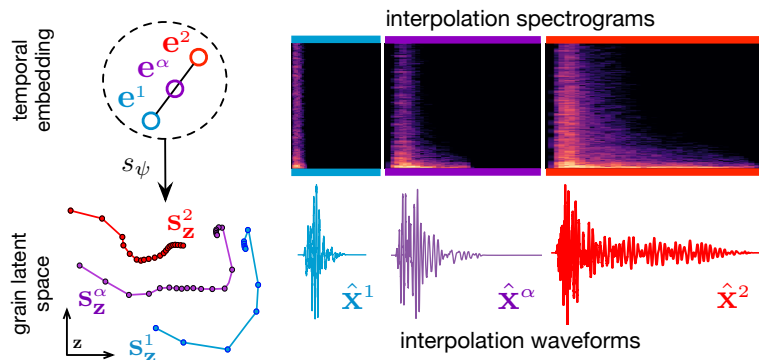 interpolation spectrograms
temporal
embedding
e²
e^α
e¹
s_ψ
grain latent
space
s_z²
s_z^α
s_z¹
z
x̂¹
x̂^α
x̂²
interpolation waveforms